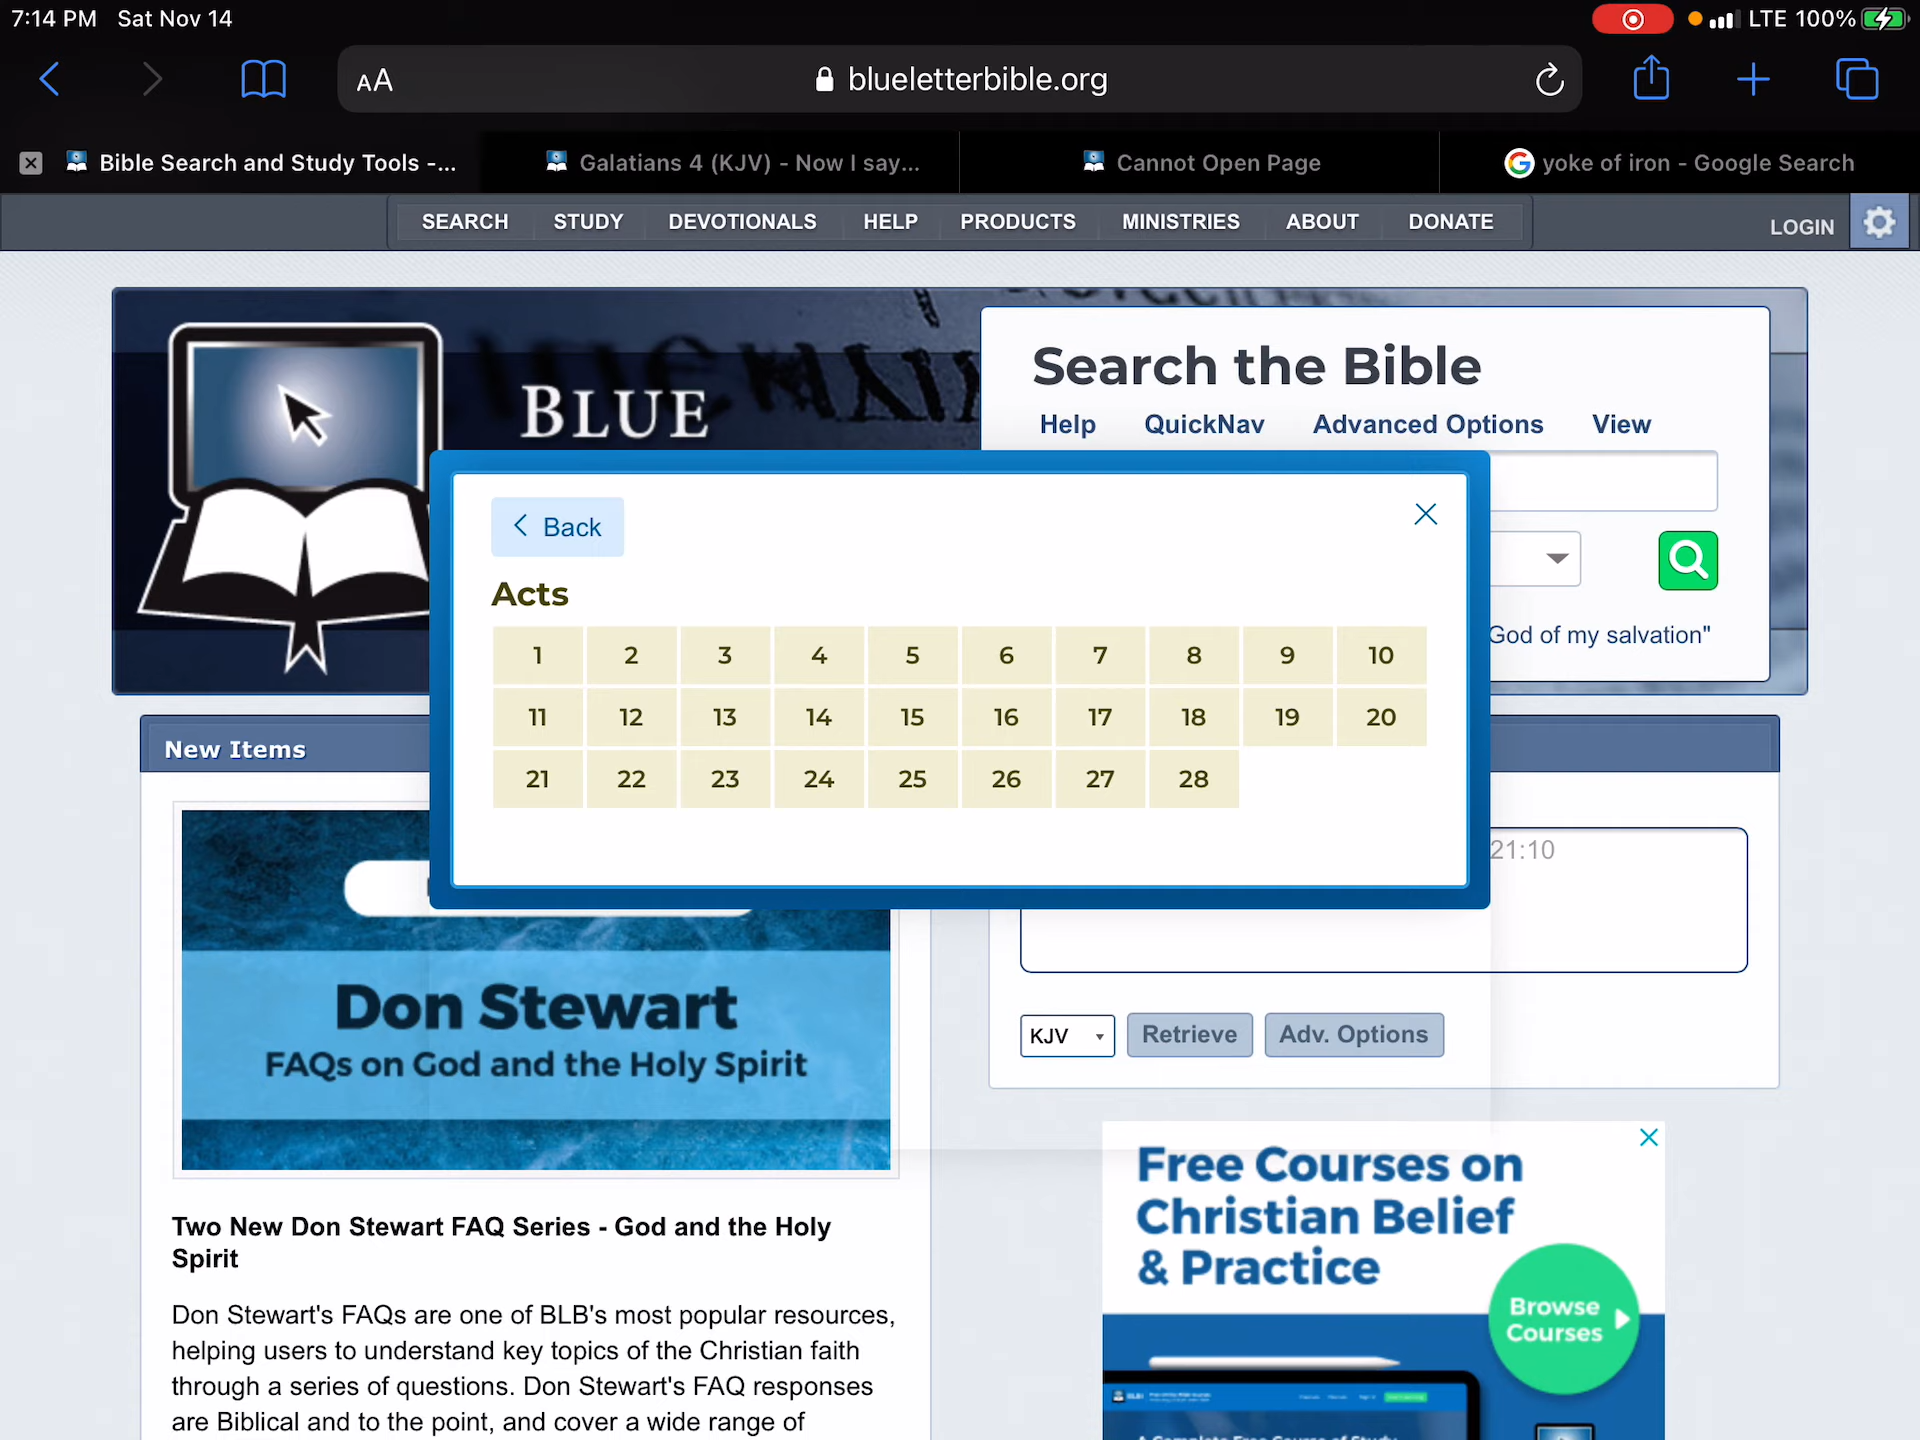 7:14 PM Sat Nov 14
LTE 100%
AA
blueletterbible.org
Bible Search and Study Tools -...
Galatians 4 (KJV) - Now I say...
Cannot Open Page
yoke of iron - Google Search
SEARCH STUDY DEVOTIONALS HELP PRODUCTS MINISTRIES ABOUT DONATE
LOGIN
BLUE
Search the Bible
Help QuickNav Advanced Options View
God of my salvation"
Back
Acts
1 2 3 4 5 6 7 8 9 10
11 12 13 14 15 16 17 18 19 20
21 22 23 24 25 26 27 28
New Items
21:10
KJV Retrieve Adv. Options
Don Stewart
FAQs on God and the Holy Spirit
Two New Don Stewart FAQ Series - God and the Holy
Spirit
Don Stewart's FAQs are one of BLB's most popular resources,
helping users to understand key topics of the Christian faith
through a series of questions. Don Stewart's FAQ responses
are Biblical and to the point, and cover a wide range of
Free Courses on
Christian Belief
& Practice
Browse
Courses